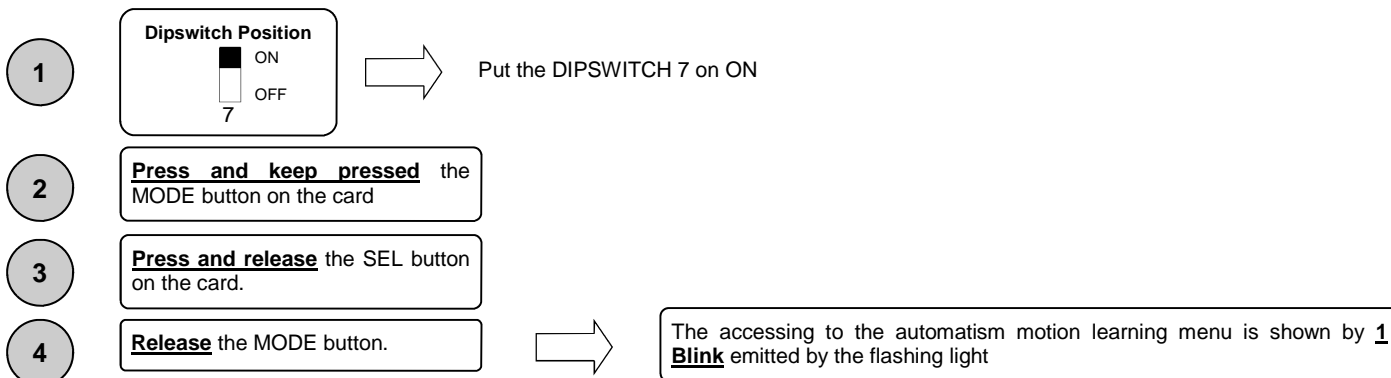 1
Dipswitch Position
ON
OFF
7
Put the DIPSWITCH 7 on ON
2
Press and keep pressed the
MODE button on the card
3
Press and release the SEL button
on the card.
4
Release the MODE button.
The accessing to the automatism motion learning menu is shown by 1
Blink emitted by the flashing light